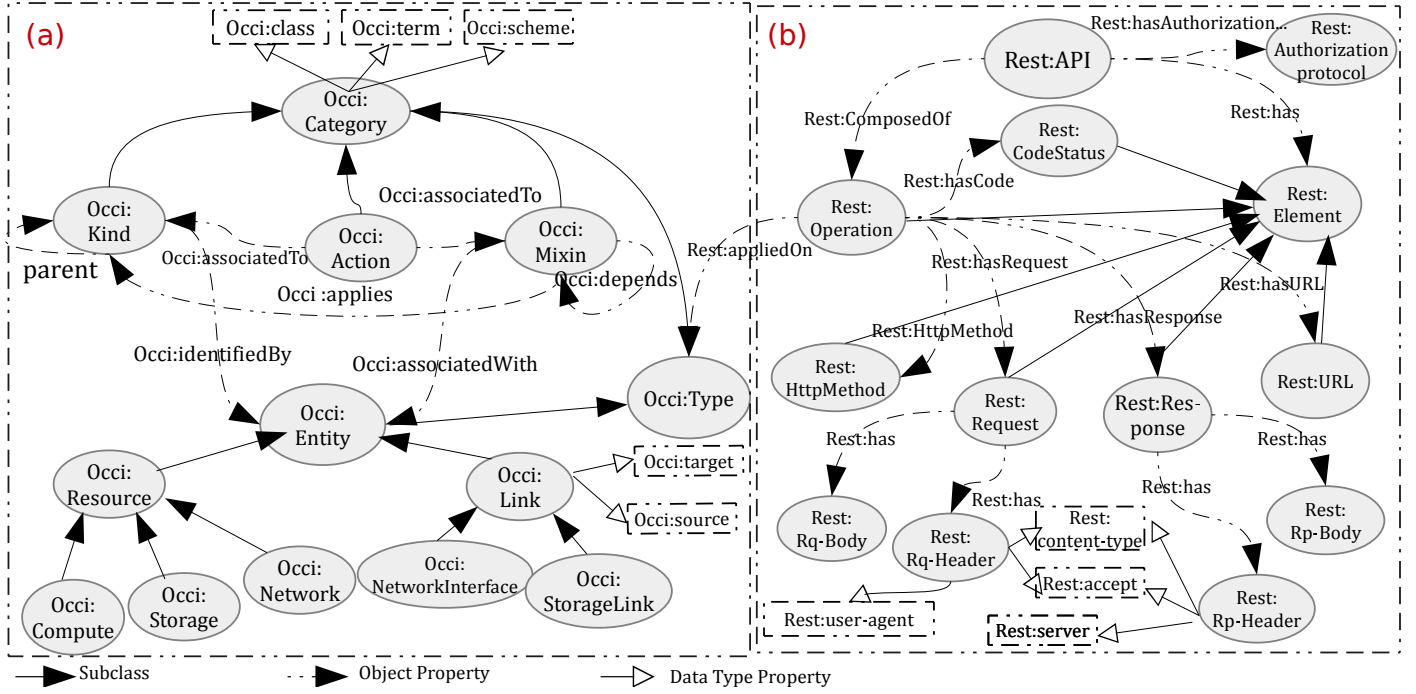 (a)
Occi:class
Occi:term
Occi:scheme
Occi:
Category
Occi:associatedTo
Occi:
Kind
Occi:
Action
Occi:
Mixin
parent
Occi:associatedTo
Occi:depends
Occi :applies
Occi:identifiedBy
Occi:associatedWith
Occi:Type
Occi:
Entity
Occi:target
Occi:
Resource
Occi:
Link
Occi:source
Occi:
Compute
Occi:
Storage
Occi:
Network
Occi:
NetworkInterface
Occi:
StorageLink
(b)
Rest:API
Rest:hasAuthorization...
Rest:
Authorization
protocol
Rest:ComposedOf
Rest:has
Rest:
CodeStatus
Rest:hasCode
Rest:
Operation
Rest:
Element
Rest:appliedOn
Rest:hasRequest
Rest:hasURL
Rest:HttpMethod
Rest:hasResponse
Rest:
HttpMethod
Rest:URL
Rest:
Request
Rest:Res-
ponse
Rest:has
Rest:has
Rest:has
Rest:has
Rest:
Rq-Body
Rest:
Rq-Header
Rest:
content-type
Rest:
Rp-Body
Rest:accept
Rest:
Rp-Header
Rest:user-agent
Rest:server
Subclass
Object Property
Data Type Property